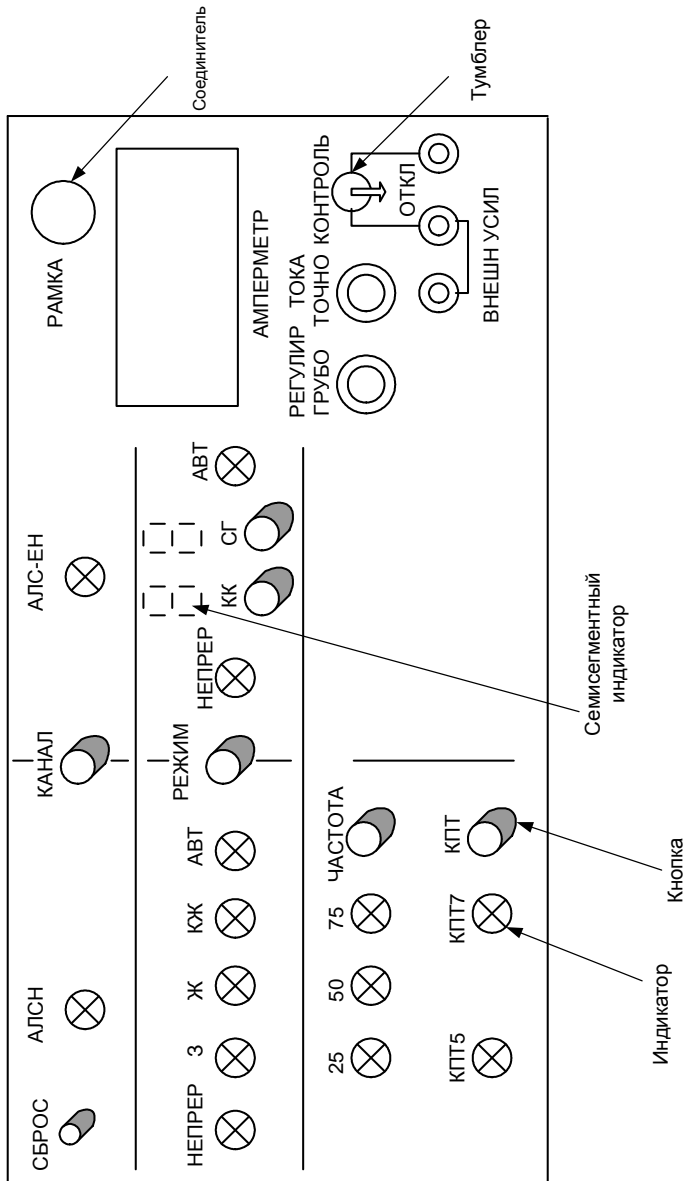 СБРОС
АЛСН
КАНАЛ
АЛС-ЕН
РАМКА
Соединитель
НЕПРЕР
З
Ж
КЖ
АВТ
РЕЖИМ
НЕПРЕР
КК
СГ
АВТ
АМПЕРМЕТР
25
50
75
ЧАСТОТА
РЕГУЛИР ТОКА
ГРУБО ТОЧНО
КОНТРОЛЬ
ОТКЛ
Тумблер
КПТ5
КПТ7
КПТ
ВНЕШН УСИЛ
Индикатор
Кнопка
Семисегментный
индикатор